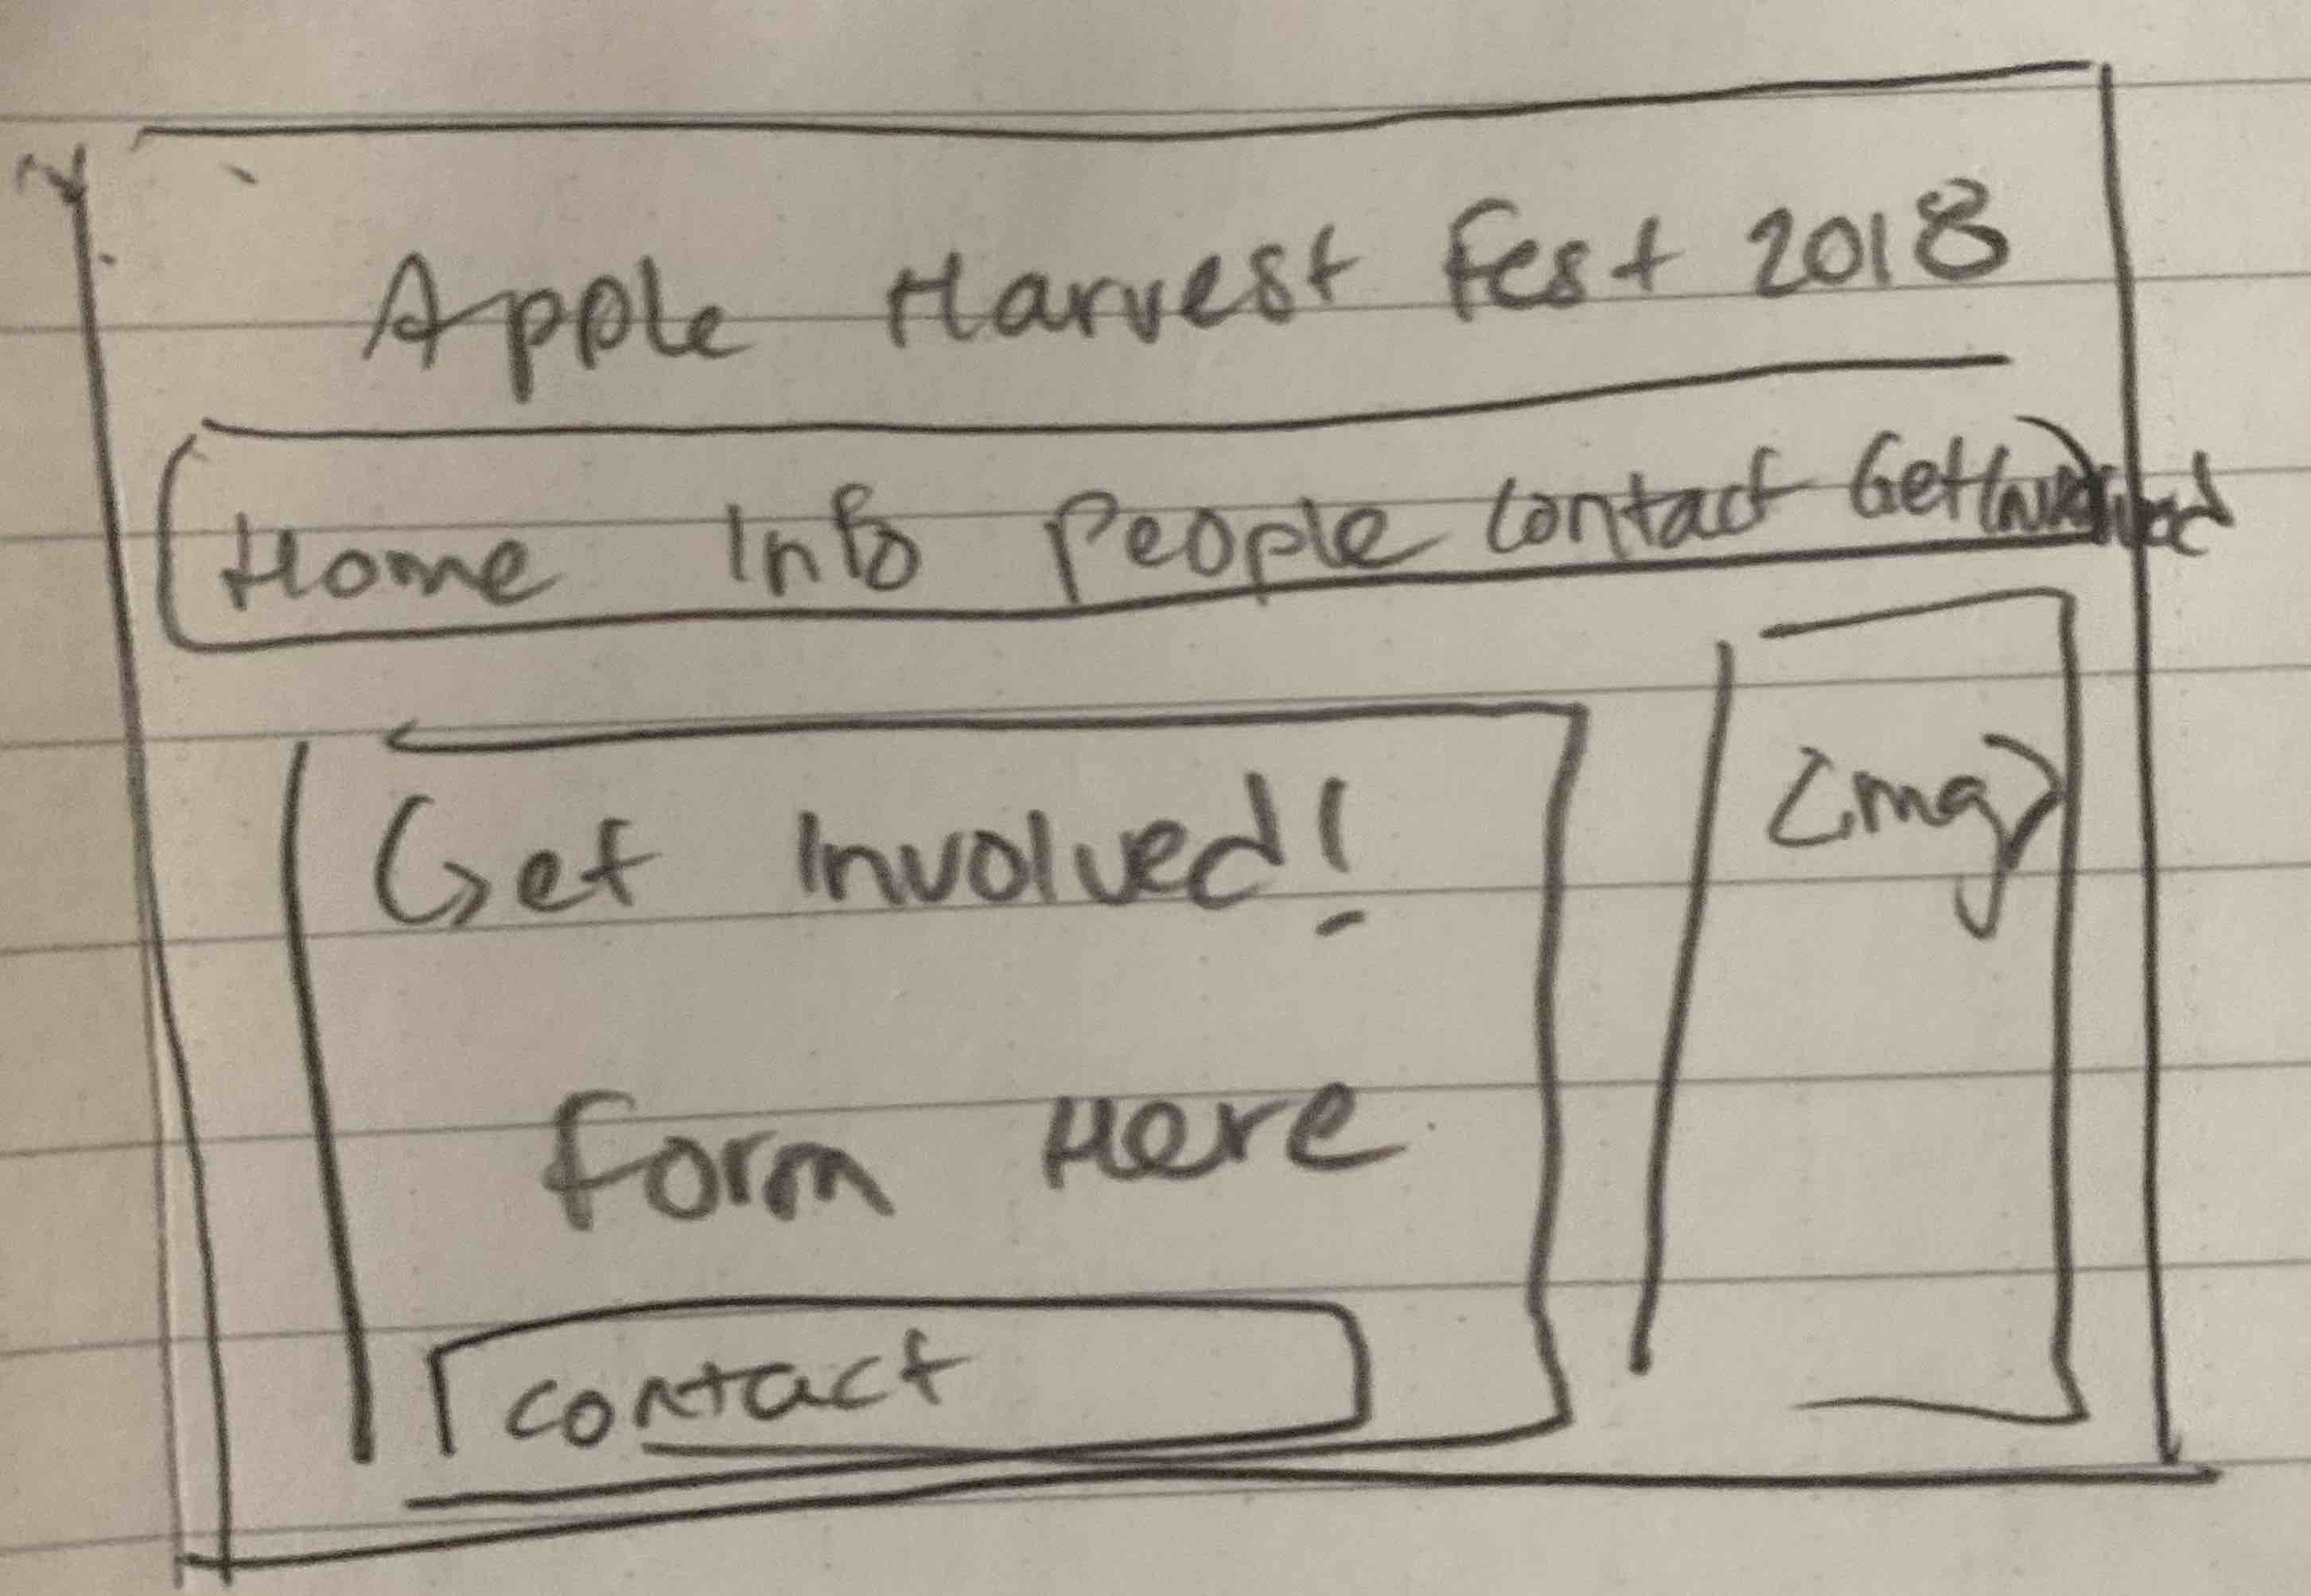 Apple Harvest Fest 2018
Home Info People Contact Get Involved
Get Involved! img
Form Here
Contact